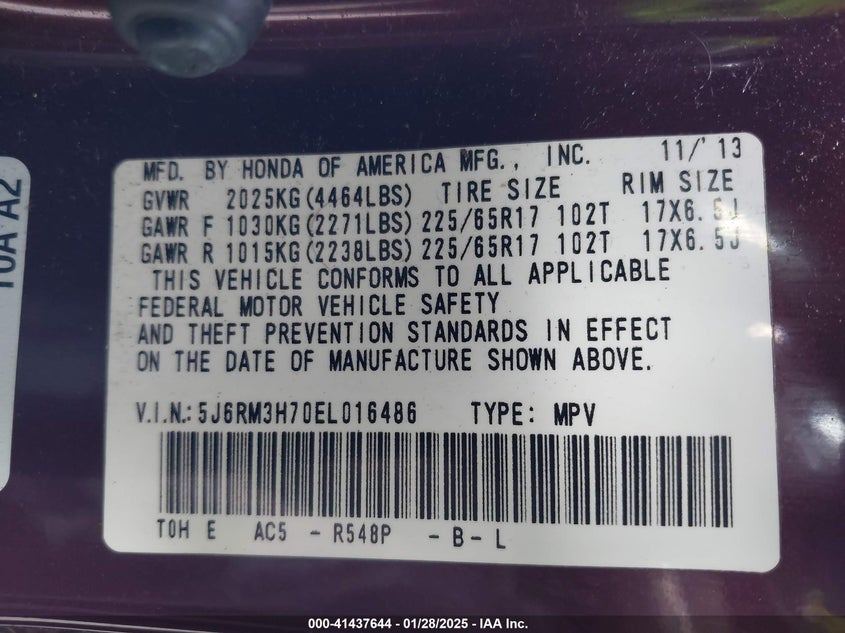 MFD. BY HONDA OF AMERICA MFG., INC. 11/'13
GVWR 2025KG(4464LBS) TIRE SIZE RIM SIZE
GAWR F 1030KG(2271LBS) 225/65R17 102T 17X6.5J
GAWR R 1015KG(2238LBS) 225/65R17 102T 17X6.5J
THIS VEHICLE CONFORMS TO ALL APPLICABLE
FEDERAL MOTOR VEHICLE SAFETY
AND THEFT PREVENTION STANDARDS IN EFFECT
ON THE DATE OF MANUFACTURE SHOWN ABOVE.
V.I.N.: 5J6RM3H70EL016486 TYPE: MPV
T0H E AC5 - R548P - B - L
T0A A2
000-41437644 | 01/28/2025 - IAA Inc.